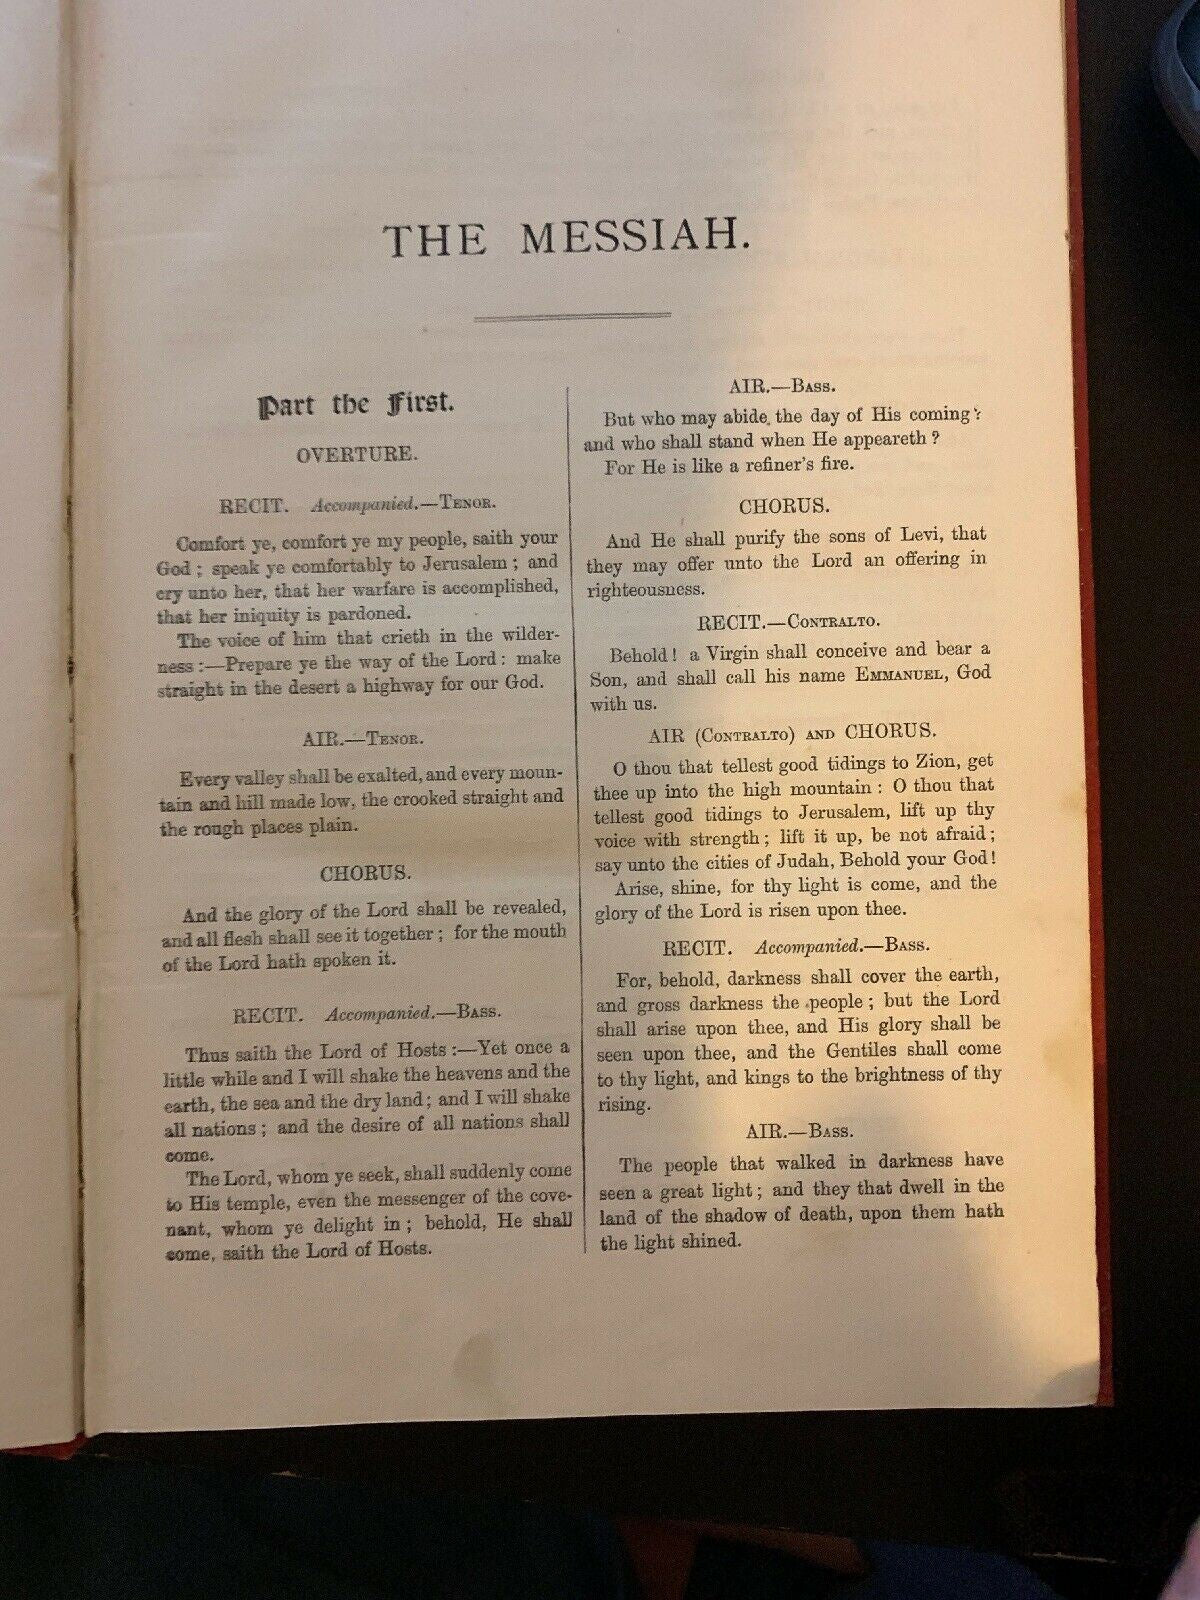 THE MESSIAH.
Part the First.
OVERTURE.
RECIT. Accompanied.—TENOR.
Comfort ye, comfort ye my people, saith your
God ; speak ye comfortably to Jerusalem ; and
cry unto her, that her warfare is accomplished,
that her iniquity is pardoned.
The voice of him that crieth in the wilder-
ness :—Prepare ye the way of the Lord : make
straight in the desert a highway for our God.
AIR.—TENOR.
Every valley shall be exalted, and every moun-
tain and hill made low, the crooked straight and
the rough places plain.
CHORUS.
And the glory of the Lord shall be revealed,
and all flesh shall see it together ; for the mouth
of the Lord hath spoken it.
RECIT. Accompanied.—BASS.
Thus saith the Lord of Hosts :—Yet once a
little while and I will shake the heavens and the
earth, the sea and the dry land ; and I will shake
all nations ; and the desire of all nations shall
come.
The Lord, whom ye seek, shall suddenly come
to His temple, even the messenger of the cove-
nant, whom ye delight in ; behold, He shall
come, saith the Lord of Hosts.
AIR.—BASS.
But who may abide the day of His coming ?
and who shall stand when He appeareth ?
For He is like a refiner's fire.
CHORUS.
And He shall purify the sons of Levi, that
they may offer unto the Lord an offering in
righteousness.
RECIT.—CONTRALTO.
Behold ! a Virgin shall conceive and bear a
Son, and shall call his name EMMANUEL, God
with us.
AIR (CONTRALTO) AND CHORUS.
O thou that tellest good tidings to Zion, get
thee up into the high mountain : O thou that
tellest good tidings to Jerusalem, lift up thy
voice with strength ; lift it up, be not afraid ;
say unto the cities of Judah, Behold your God !
Arise, shine, for thy light is come, and the
glory of the Lord is risen upon thee.
RECIT. Accompanied.—BASS.
For, behold, darkness shall cover the earth,
and gross darkness the people ; but the Lord
shall arise upon thee, and His glory shall be
seen upon thee, and the Gentiles shall come
to thy light, and kings to the brightness of thy
rising.
AIR.—BASS.
The people that walked in darkness have
seen a great light ; and they that dwell in the
land of the shadow of death, upon them hath
the light shined.